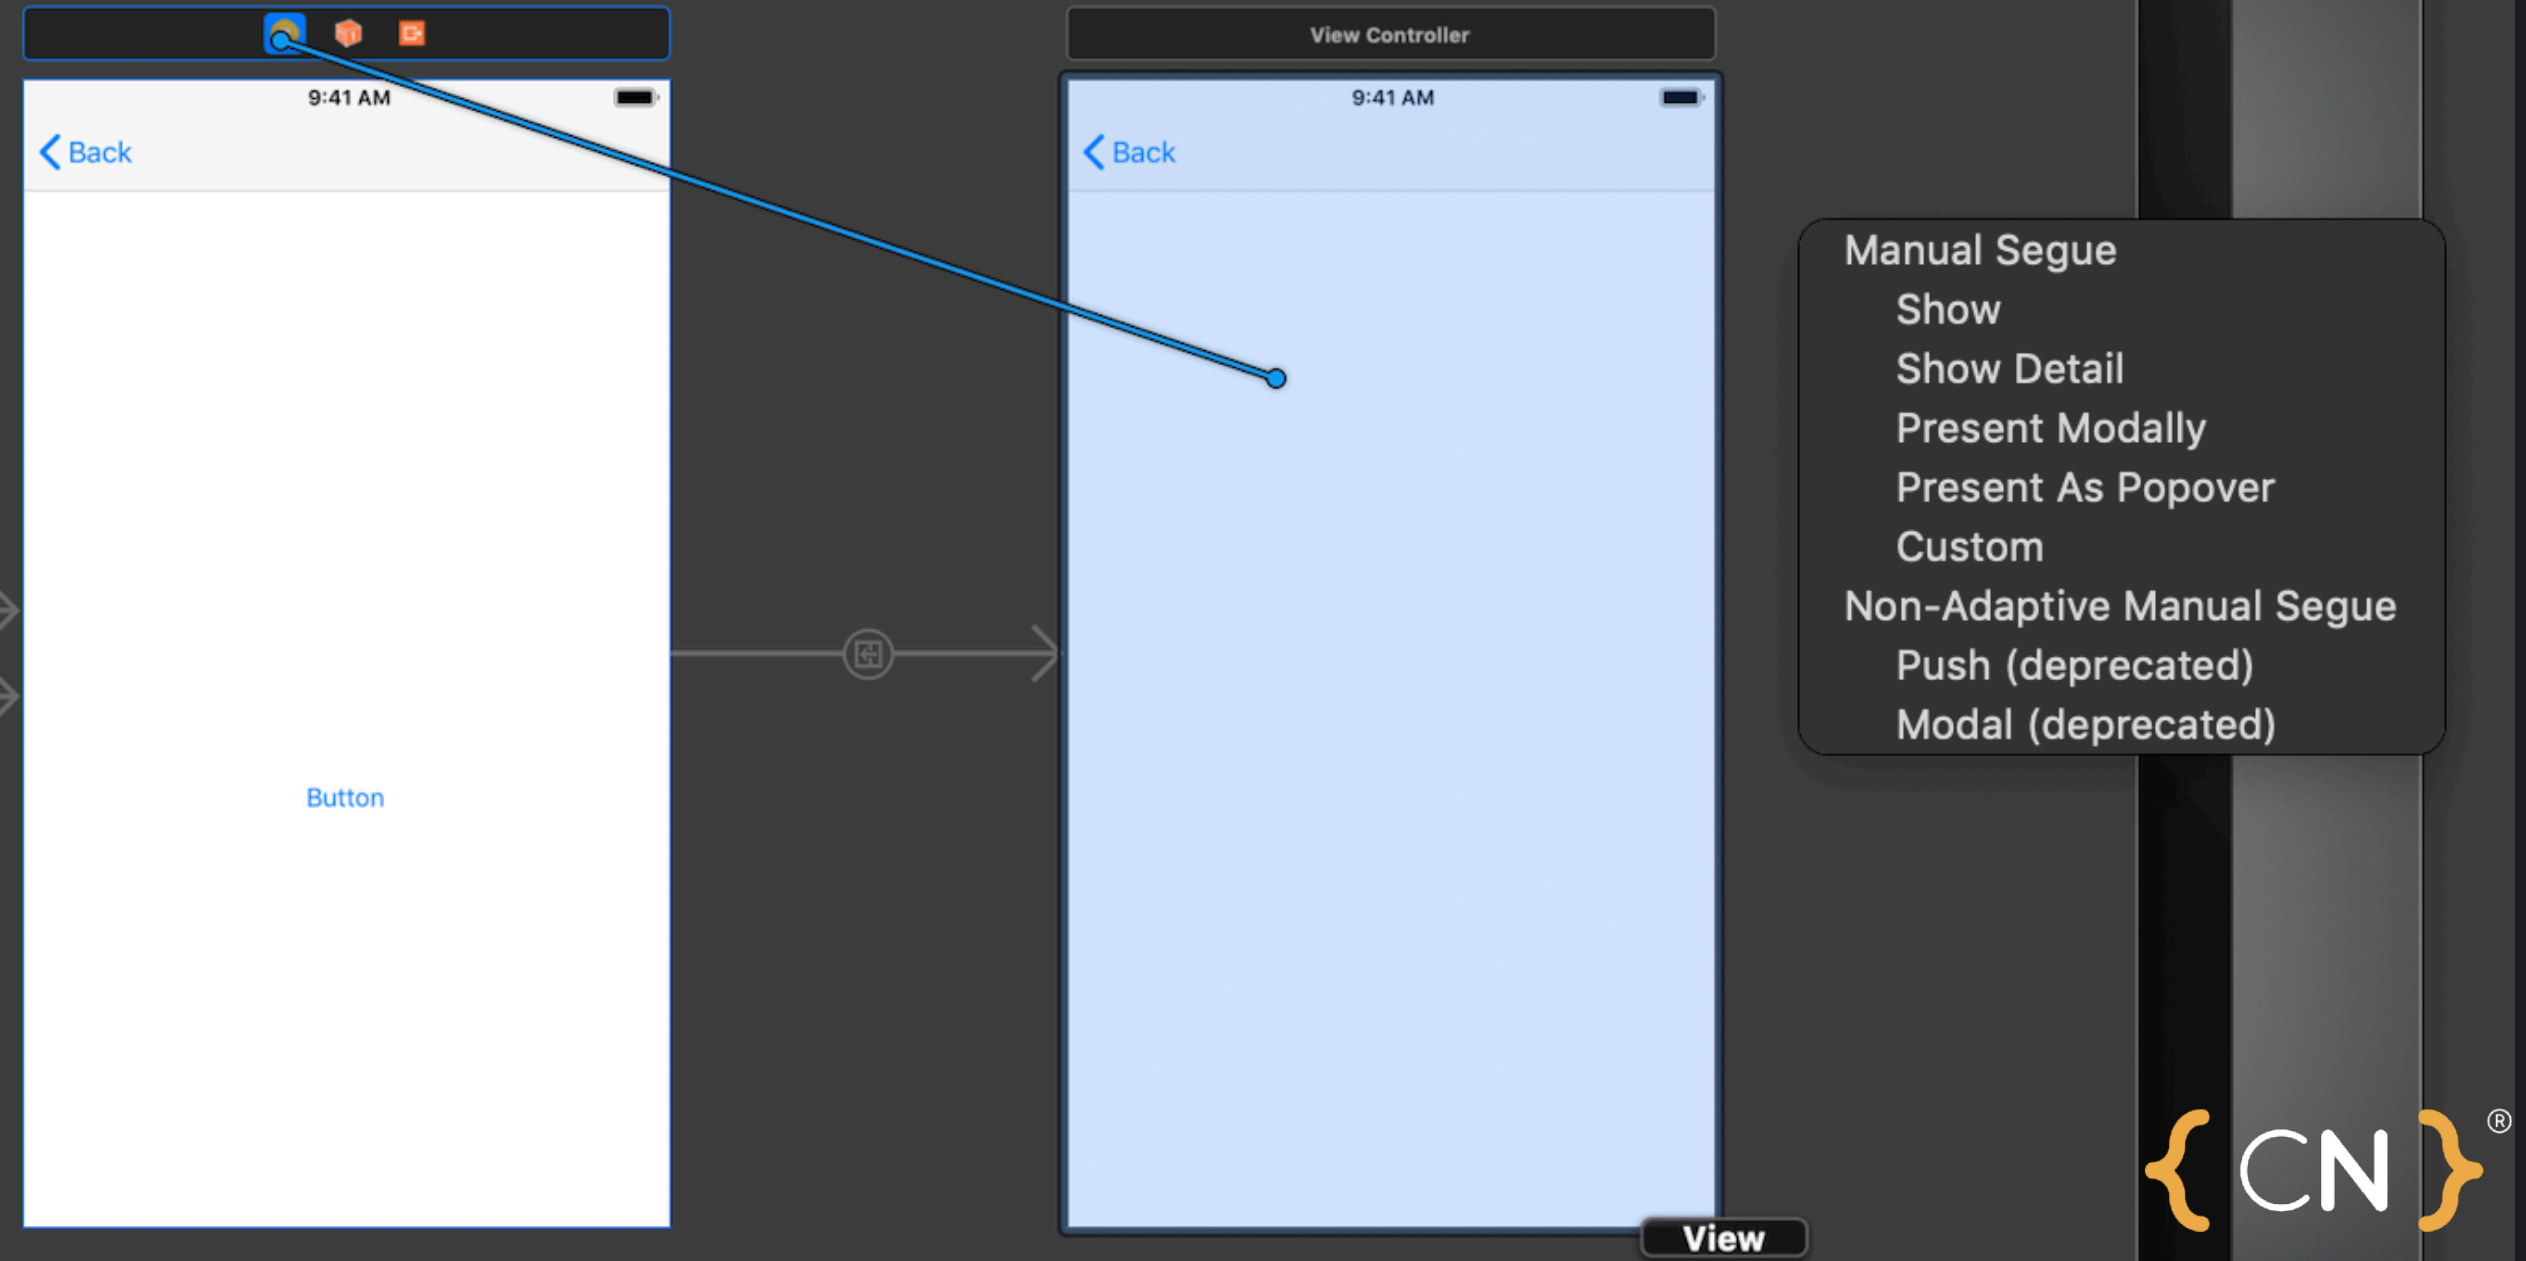 View Controller
9:41 AM
9:41 AM
Back
Back
Manual Segue
Show
Show Detail
Present Modally
Present As Popover
Custom
Non-Adaptive Manual Segue
Push (deprecated)
Modal (deprecated)
Button
{CN}®
View